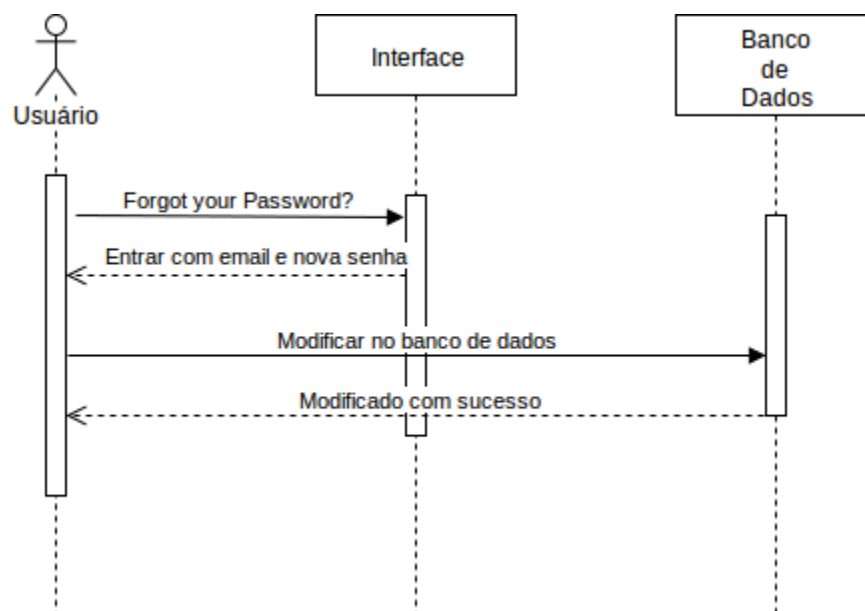 Usuário
Interface
Banco
de
Dados
Forgot your Password?
Entrar com email e nova senha
Modificar no banco de dados
Modificado com sucesso